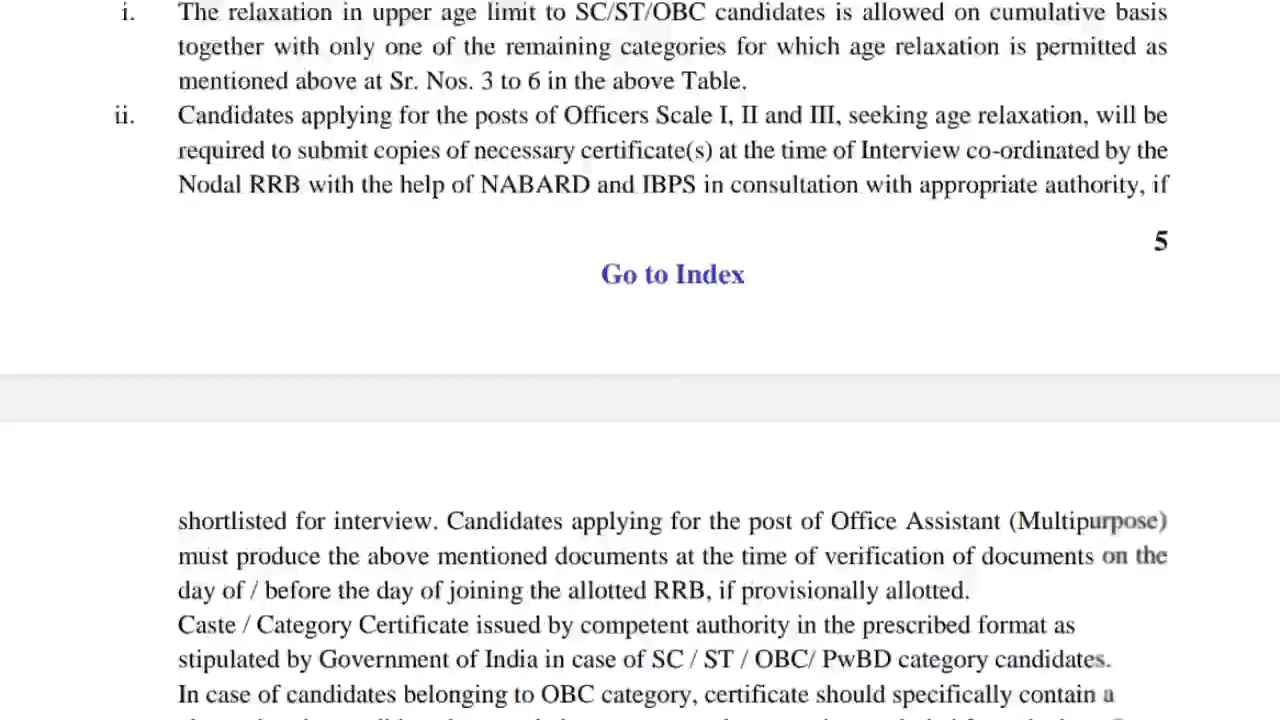 i. The relaxation in upper age limit to SC/ST/OBC candidates is allowed on cumulative basis
together with only one of the remaining categories for which age relaxation is permitted as
mentioned above at Sr. Nos. 3 to 6 in the above Table.
ii. Candidates applying for the posts of Officers Scale I, II and III, seeking age relaxation, will be
required to submit copies of necessary certificate(s) at the time of Interview co-ordinated by the
Nodal RRB with the help of NABARD and IBPS in consultation with appropriate authority, if
5
Go to Index
shortlisted for interview. Candidates applying for the post of Office Assistant (Multipurpose)
must produce the above mentioned documents at the time of verification of documents on the
day of / before the day of joining the allotted RRB, if provisionally allotted.
Caste / Category Certificate issued by competent authority in the prescribed format as
stipulated by Government of India in case of SC / ST / OBC/ PwBD category candidates.
In case of candidates belonging to OBC category, certificate should specifically contain a